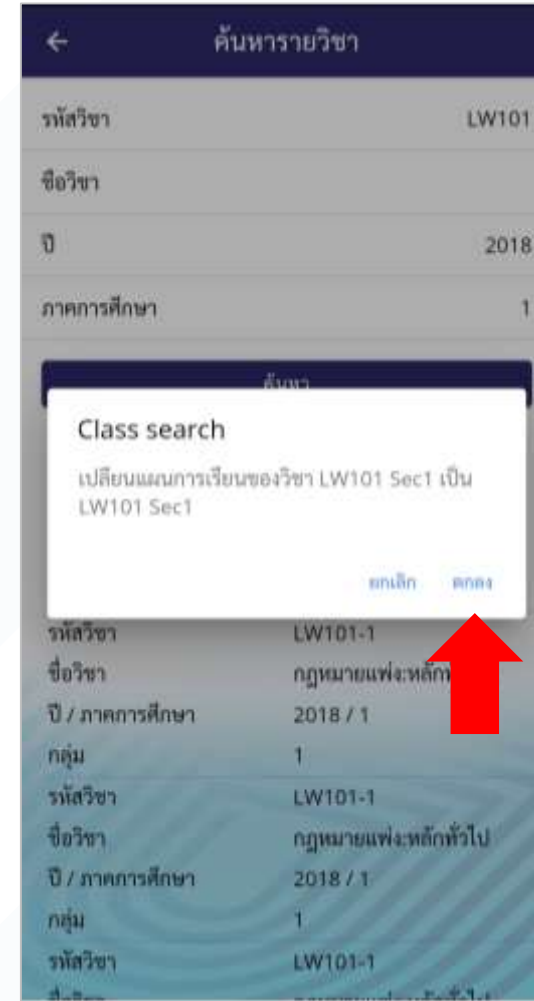 ค้นหารายวิชา
รหัสวิชา LW101
ชื่อวิชา
ปี 2018
ภาคการศึกษา 1
ค้นหา
Class search
เปลี่ยนแผนการเรียนของวิชา LW101 Sec1 เป็น
LW101 Sec1
ยกเลิก ตกลง
รหัสวิชา LW101-1
ชื่อวิชา
ปี / ภาคการศึกษา 2018 / 1
กลุ่ม 1
รหัสวิชา LW101-1
ชื่อวิชา กฎหมายแพ่ง:หลักทั่วไป
ปี / ภาคการศึกษา 2018 / 1
กลุ่ม 1
รหัสวิชา LW101-1